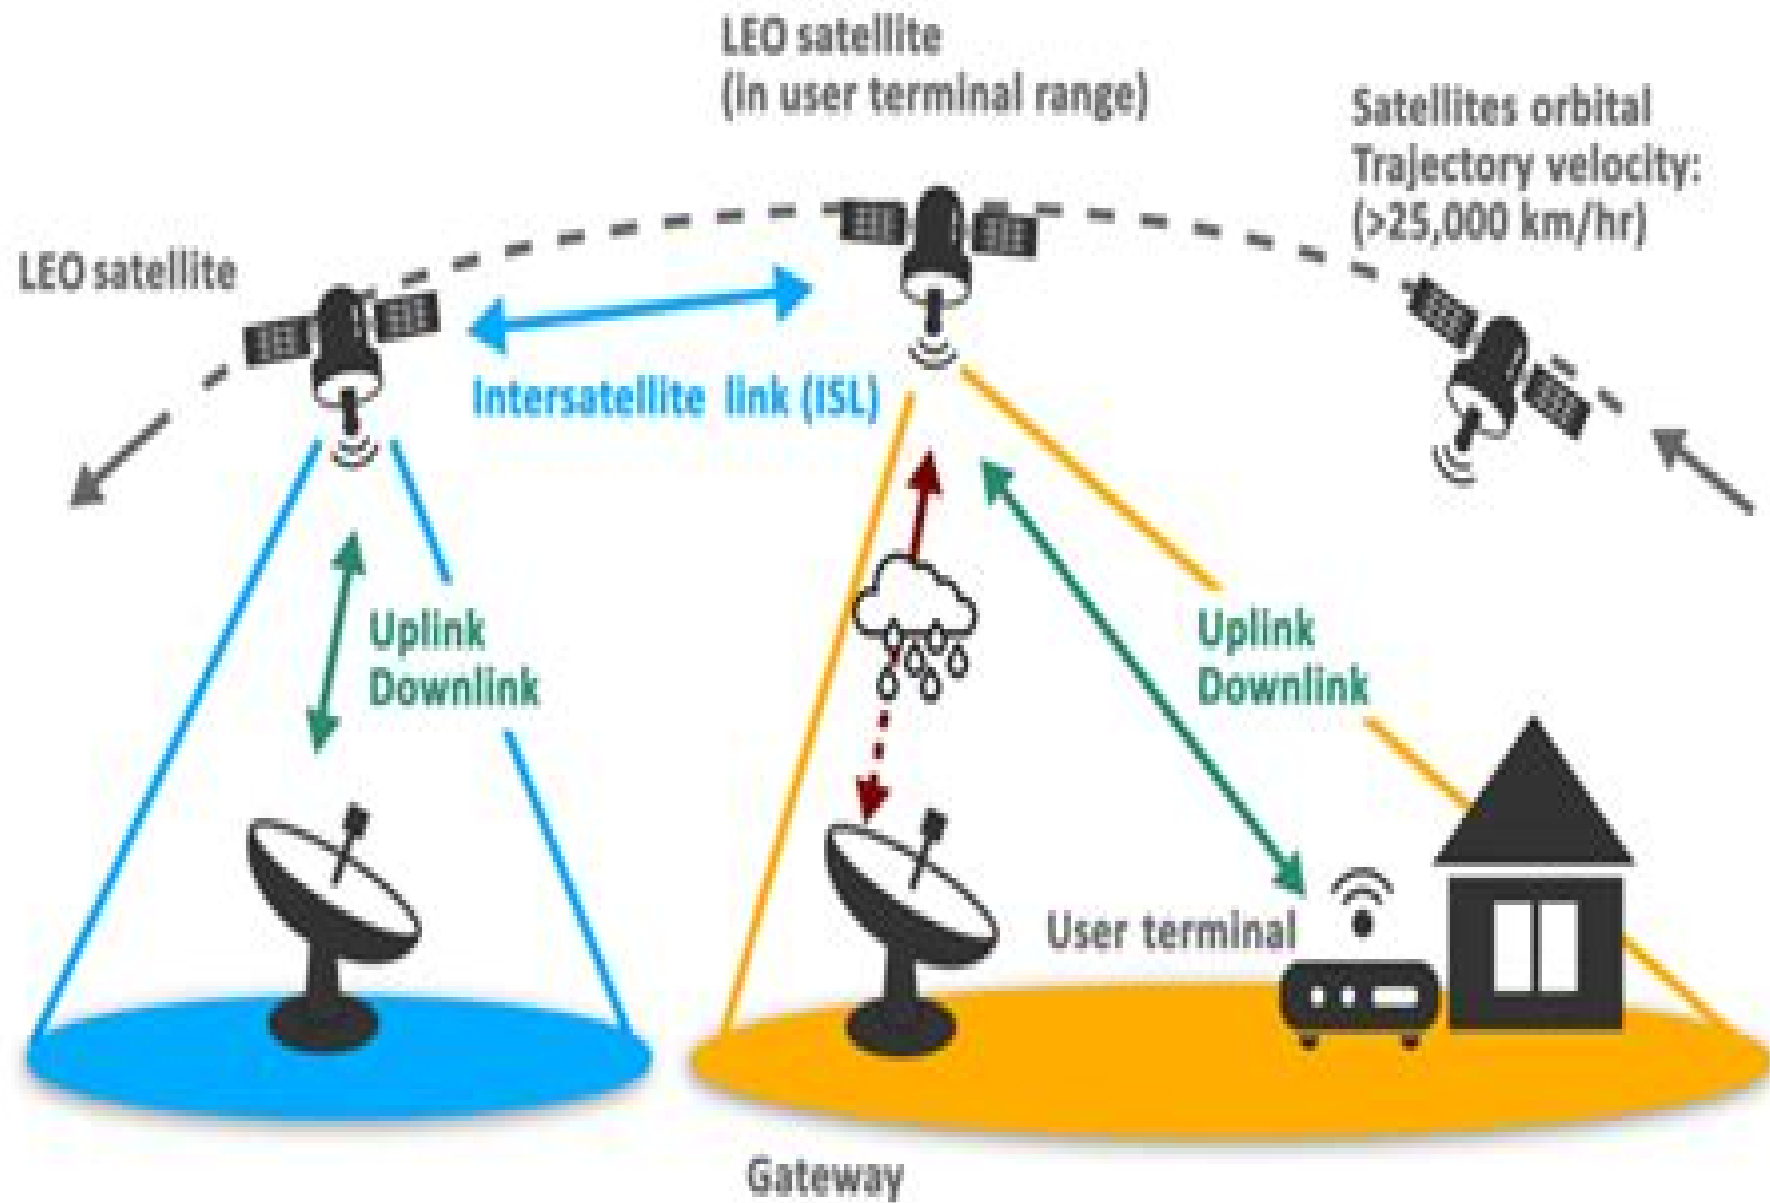 LEO satellite
(in user terminal range)
Satellites orbital
Trajectory velocity:
(>25,000 km/hr)
LEO satellite
Intersatellite link (ISL)
Uplink
Downlink
Uplink
Downlink
User terminal
Gateway